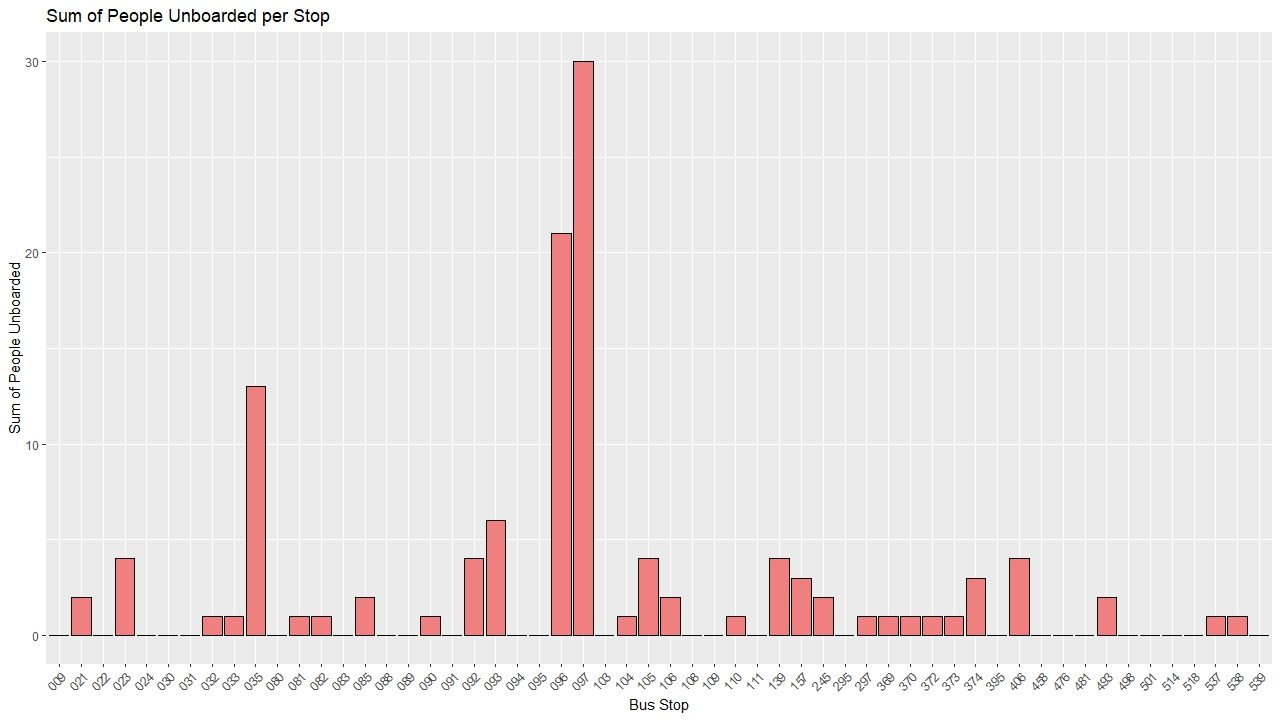 Sum of People Unboarded per Stop
Sum of People Unboarded
30
20
10
0
009 021 022 023 024 030 031 032 033 035 080 081 082 083 085 088 089 090 091 092 093 094 095 096 097 103 104 105 106 108 109 110 111 139 157 245 295 297 369 370 372 373 374 395 406 458 476 481 493 498 501 514 518 537 538 539
Bus Stop